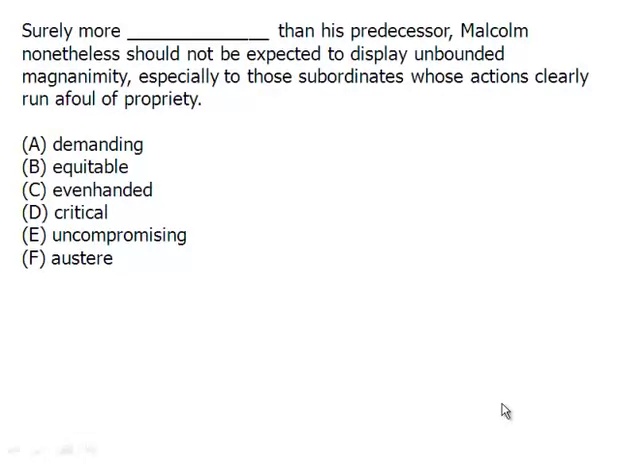 Surely more ________________ than his predecessor, Malcolm
nonetheless should not be expected to display unbounded
magnanimity, especially to those subordinates whose actions clearly
run afoul of propriety.
(A) demanding
(B) equitable
(C) evenhanded
(D) critical
(E) uncompromising
(F) austere